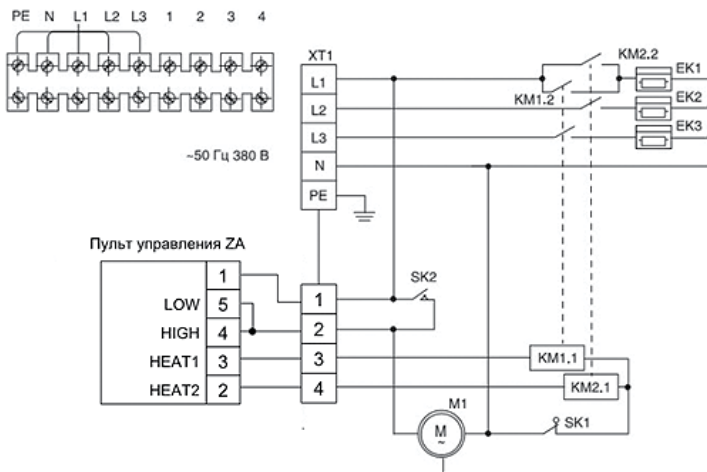 PE N L1 L2 L3 1 2 3 4
~50 Гц 380 В
XT1
L1
L2
L3
N
PE
KM2.2
KM1.2
EK1
EK2
EK3
Пульт управления ZA
1
LOW 5
HIGH 4
HEAT1 3
HEAT2 2
1
2
3
4
SK2
KM1.1
KM2.1
M1
M
~
SK1